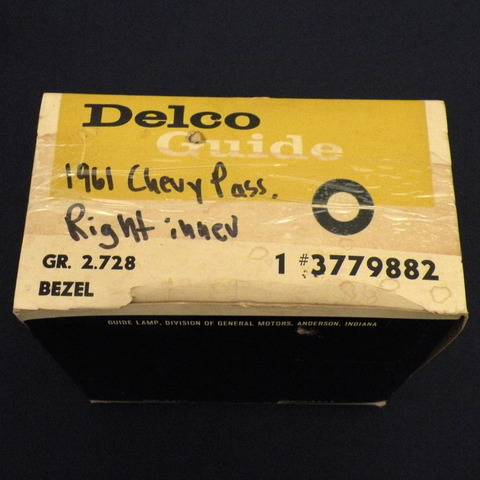 Delco
Guide
1961 Chevy Pass.
Right inner
GR. 2.728
1 # 3779882
BEZEL
GUIDE LAMP, DIVISION OF GENERAL MOTORS, ANDERSON, INDIANA